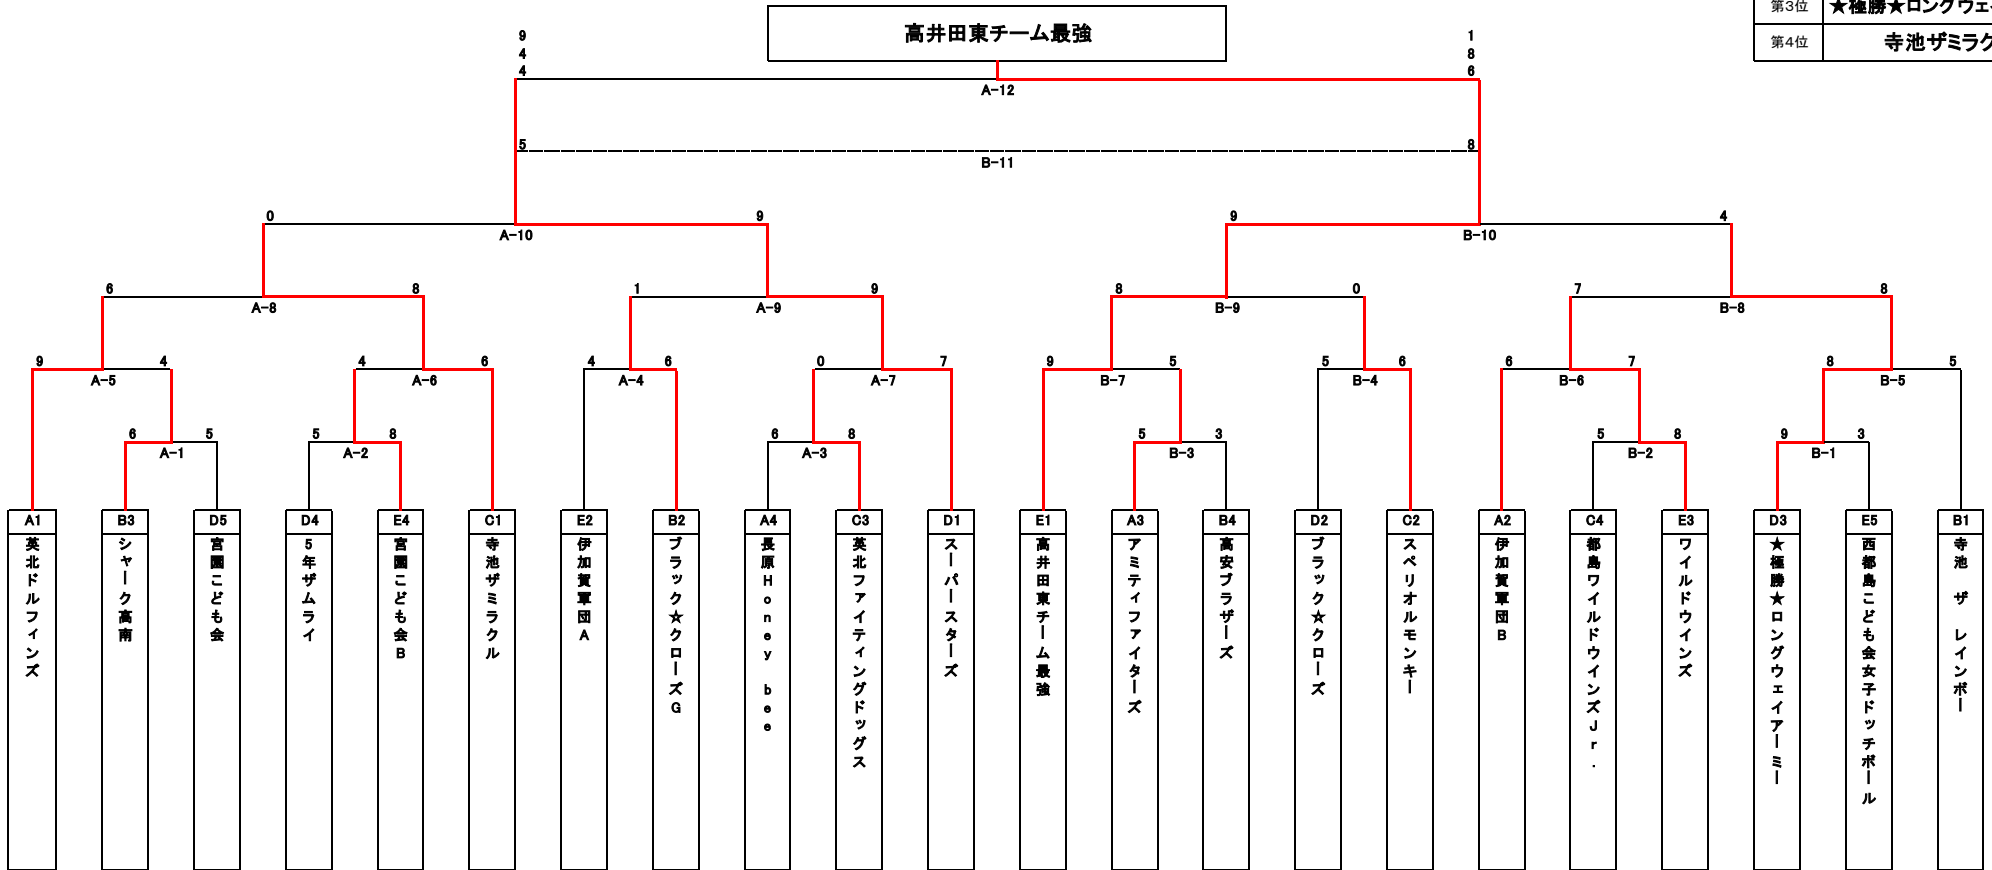 第3位 ★極勝★ロングウェ
高井田東チーム最強
第4位 寺池ザミラク
9 1
4 8
4 6
A-12
5 8
B-11
0 9 9 4
A-10 B-10
6 8 1 9 8 0 7 8
A-8 A-9 B-9 B-8
9 4 4 6 4 6 0 7 9 5 5 6 6 7 8 5
A-5 A-6 A-4 A-7 B-7 B-4 B-6 B-5
6 5 5 8 6 8 5 3 5 8 9 3
A-1 A-2 A-3 B-3 B-2 B-1
A1 B3 D5 D4 E4 C1 E2 B2 A4 C3 D1 E1 A3 B4 D2 C2 A2 C4 E3 D3 E5 B1
英北ドルフィンズ
シャーク高南
宮園こども会
5年ザムライ
宮園こども会B
寺池ザミラクル
伊加賀軍団A
ブラック☆クローズG
長原Honey bee
英北ファイティングドッグス
スーパースターズ
高井田東チーム最強
アミティファイターズ
高安ブラザーズ
ブラック☆クローズ
スペリオルモンキー
伊加賀軍団B
都島ワイルドウインズJr.
ワイルドウインズ
★極勝★ロングウェイアーミー
西都島こども会女子ドッチボール
寺池 ザ レインボー